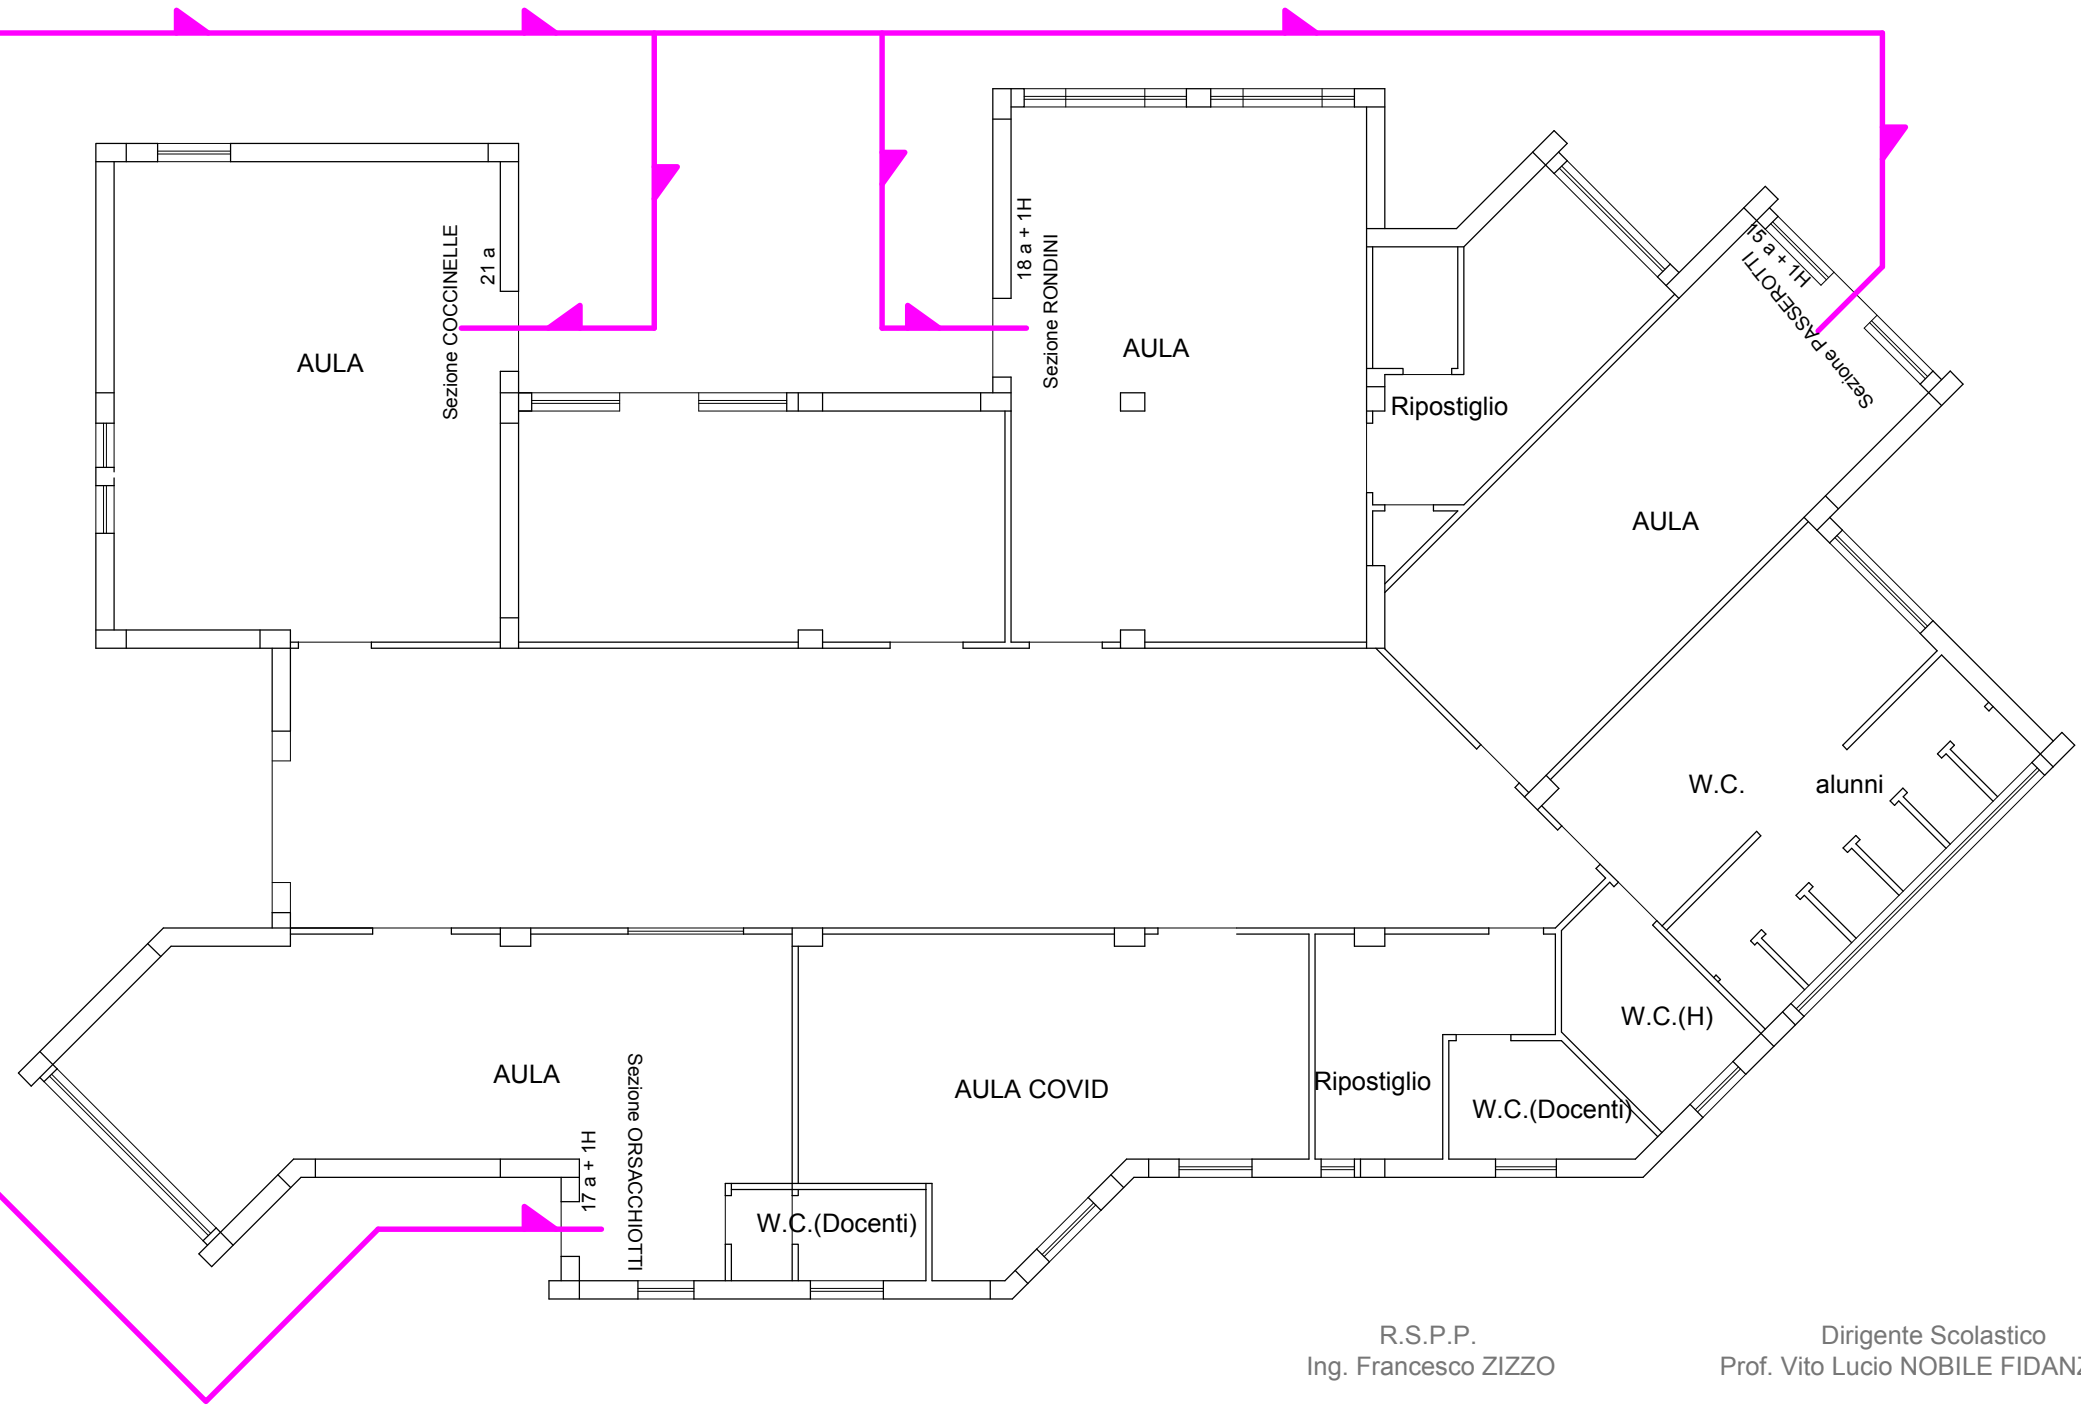 Sezione COCCINELLE
21 a
AULA
18 a + 1H
Sezione RONDINI
AULA
Ripostiglio
15 a + 1H
Sezione PASSEROTTI
AULA
W.C. alunni
W.C.(H)
AULA
Sezione ORSACCHIOTTI
17 a + 1H
AULA COVID
Ripostiglio
W.C.(Docenti)
W.C.(Docenti)
R.S.P.P.
Ing. Francesco ZIZZO
Dirigente Scolastico
Prof. Vito Lucio NOBILE FIDANZ